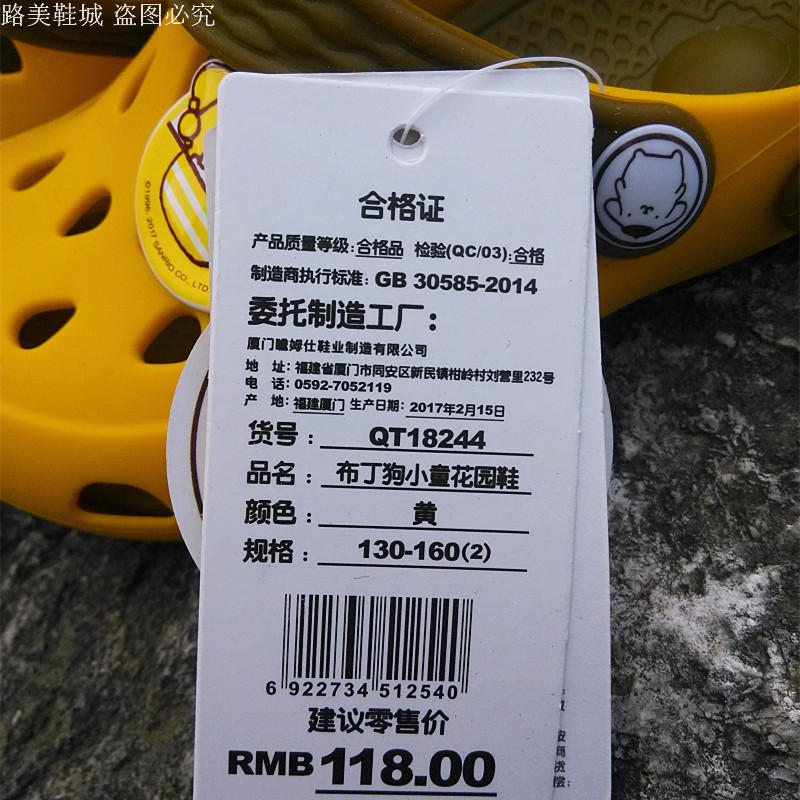 路美鞋城 盗图必究
©1996, 2017 SANRIO CO., LTD
合格证
产品质量等级:合格品 检验(QC/03):合格
制造商执行标准: GB 30585-2014
委托制造工厂:
厦门瞻姆仕鞋业制造有限公司
地 址: 福建省厦门市同安区新民镇柑岭村刘营里232号
电 话: 0592-7052119
产 地: 福建厦门 生产日期: 2017年2月15日
货号: QT18244
品名: 布丁狗小童花园鞋
颜色: 黄
规格: 130-160(2)
6 922734 512540
建议零售价
RMB 118.00